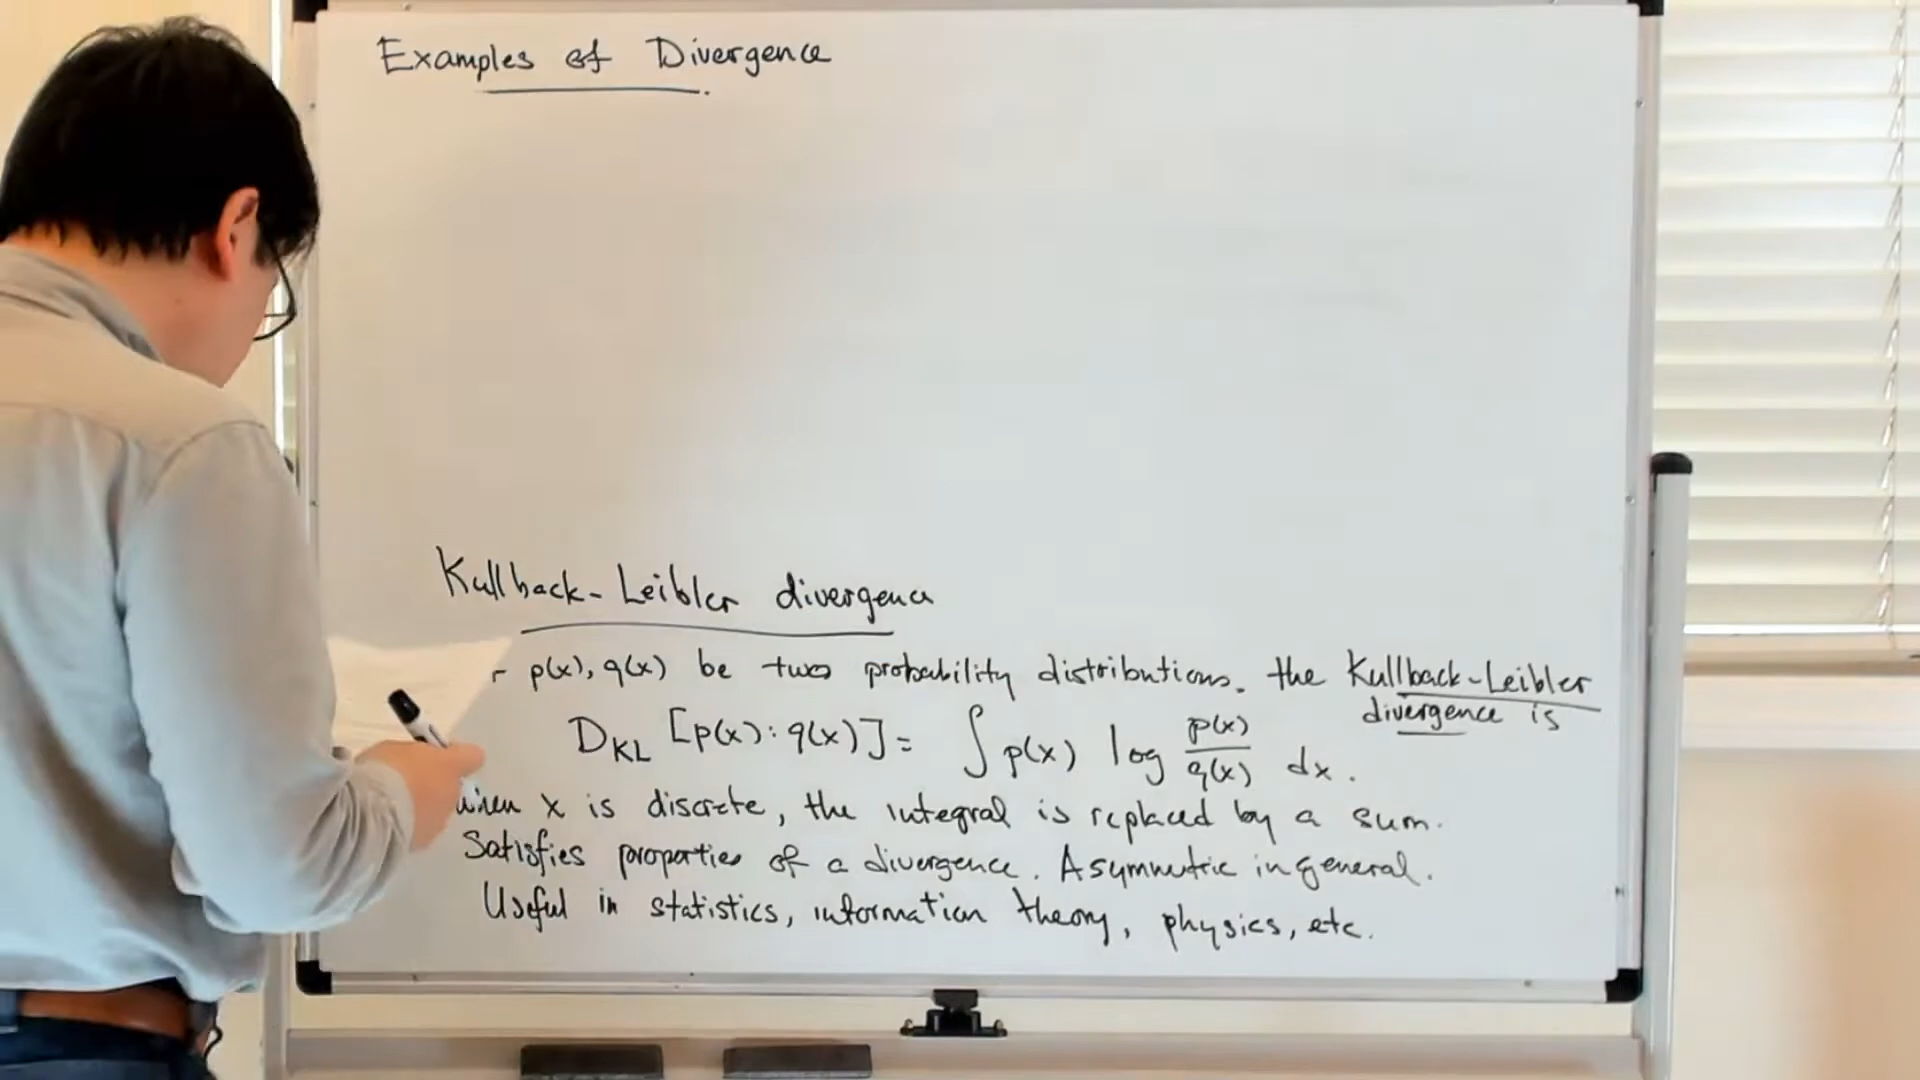 Examples of Divergence
Kullback-Leibler divergence
p(x), q(x) be two probability distributions. the Kullback-Leibler
divergence is
D_KL [p(x): q(x)] = ∫ p(x) log p(x)/q(x) dx.
when x is discrete, the integral is replaced by a sum.
Satisfies properties of a divergence. Asymmetric in general.
Useful in statistics, information theory, physics, etc.